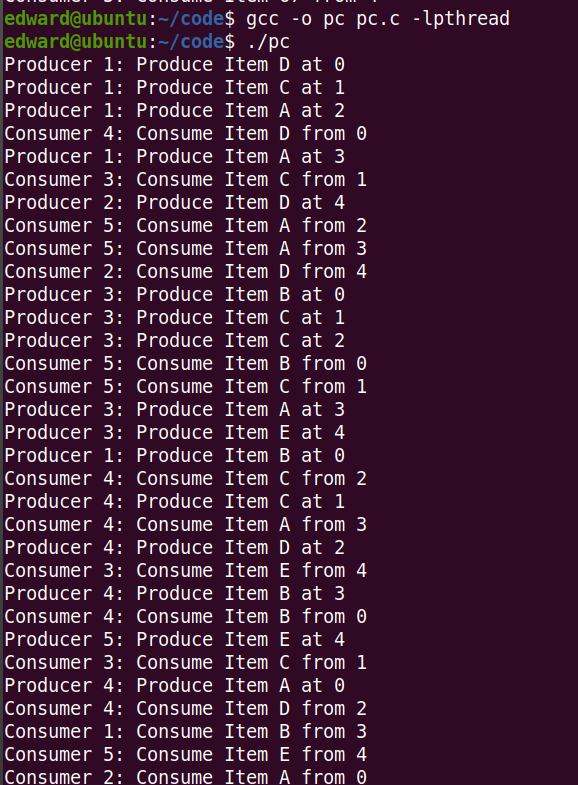 edward@ubuntu:~/code$ gcc -o pc pc.c -lpthread
edward@ubuntu:~/code$ ./pc
Producer 1: Produce Item D at 0
Producer 1: Produce Item C at 1
Producer 1: Produce Item A at 2
Consumer 4: Consume Item D from 0
Producer 1: Produce Item A at 3
Consumer 3: Consume Item C from 1
Producer 2: Produce Item D at 4
Consumer 5: Consume Item A from 2
Consumer 5: Consume Item A from 3
Consumer 2: Consume Item D from 4
Producer 3: Produce Item B at 0
Producer 3: Produce Item C at 1
Producer 3: Produce Item C at 2
Consumer 5: Consume Item B from 0
Consumer 5: Consume Item C from 1
Producer 3: Produce Item A at 3
Producer 3: Produce Item E at 4
Producer 1: Produce Item B at 0
Consumer 4: Consume Item C from 2
Producer 4: Produce Item C at 1
Consumer 4: Consume Item A from 3
Producer 4: Produce Item D at 2
Consumer 3: Consume Item E from 4
Producer 4: Produce Item B at 3
Consumer 4: Consume Item B from 0
Producer 5: Produce Item E at 4
Consumer 3: Consume Item C from 1
Producer 4: Produce Item A at 0
Consumer 4: Consume Item D from 2
Consumer 1: Consume Item B from 3
Consumer 5: Consume Item E from 4
Consumer 2: Consume Item A from 0